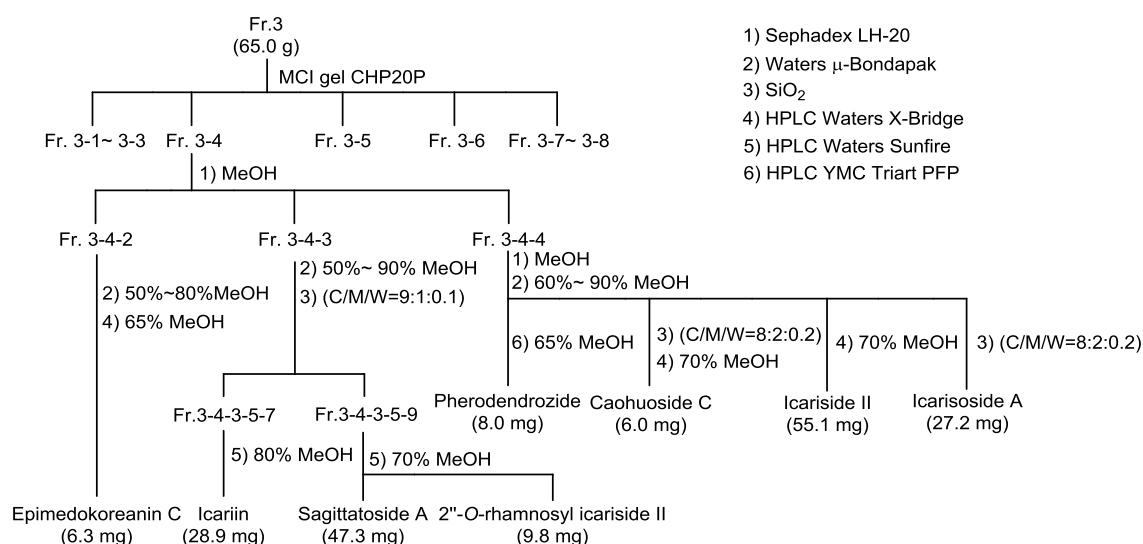 Fr.3
(65.0 g)
MCI gel CHP20P
1) Sephadex LH-20
2) Waters μ-Bondapak
3) SiO₂
4) HPLC Waters X-Bridge
5) HPLC Waters Sunfire
6) HPLC YMC Triart PFP
Fr. 3-1~ 3-3 Fr. 3-4 Fr. 3-5 Fr. 3-6 Fr. 3-7~ 3-8
1) MeOH
Fr. 3-4-2 Fr. 3-4-3 Fr. 3-4-4
2) 50%~80%MeOH
4) 65% MeOH
2) 50%~ 90% MeOH
3) (C/M/W=9:1:0.1)
1) MeOH
2) 60%~ 90% MeOH
6) 65% MeOH
3) (C/M/W=8:2:0.2)
4) 70% MeOH
4) 70% MeOH
3) (C/M/W=8:2:0.2)
Fr.3-4-3-5-7 Fr.3-4-3-5-9
Pherodendrozide
(8.0 mg)
Caohuoside C
(6.0 mg)
Icariside II
(55.1 mg)
Icarisoside A
(27.2 mg)
5) 80% MeOH
5) 70% MeOH
Epimedokoreanin C
(6.3 mg)
Icariin
(28.9 mg)
Sagittatoside A
(47.3 mg)
2"-O-rhamnosyl icariside II
(9.8 mg)